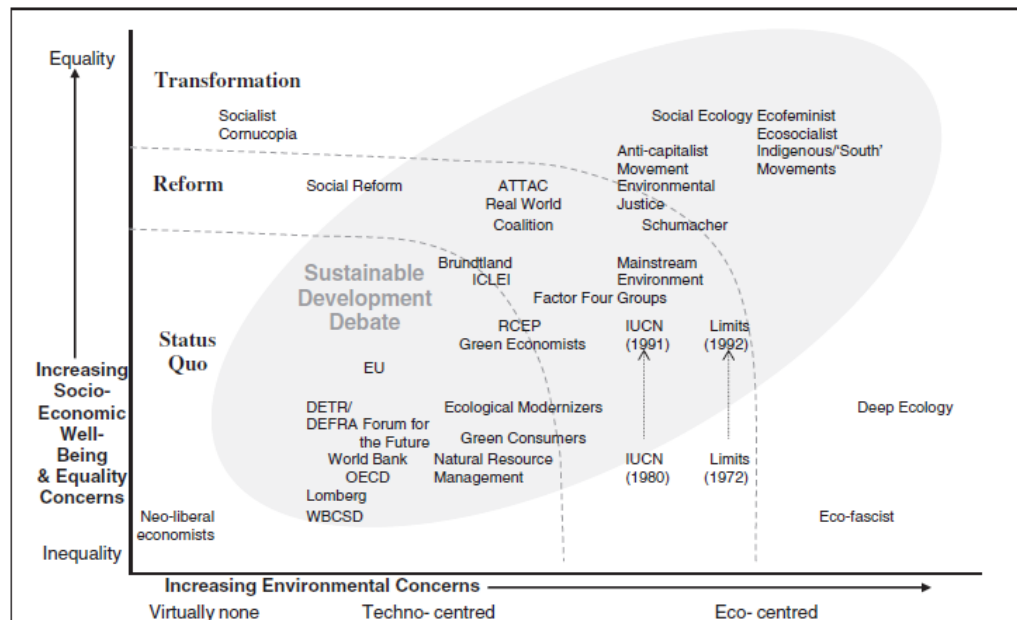 Equality
Transformation
Socialist
Cornucopia
Social Ecology
Ecofeminist
Ecosocialist
Indigenous/'South'
Movements
Anti-capitalist
Movement
Environmental
Justice
Reform
Social Reform
ATTAC
Real World
Coalition
Schumacher
Sustainable
Development
Debate
Brundtland
ICLEI
Mainstream
Environment
Factor Four Groups
Status
Quo
RCEP
Green Economists
IUCN
(1991)
Limits
(1992)
EU
Increasing
Socio-
Economic
Well-
Being
& Equality
Concerns
DETR/
DEFRA Forum for
the Future
Ecological Modernizers
Green Consumers
Deep Ecology
World Bank
OECD
Natural Resource
Management
IUCN
(1980)
Limits
(1972)
Lomberg
WBCSD
Neo-liberal
economists
Eco-fascist
Inequality
Increasing Environmental Concerns
Virtually none
Techno- centred
Eco- centred